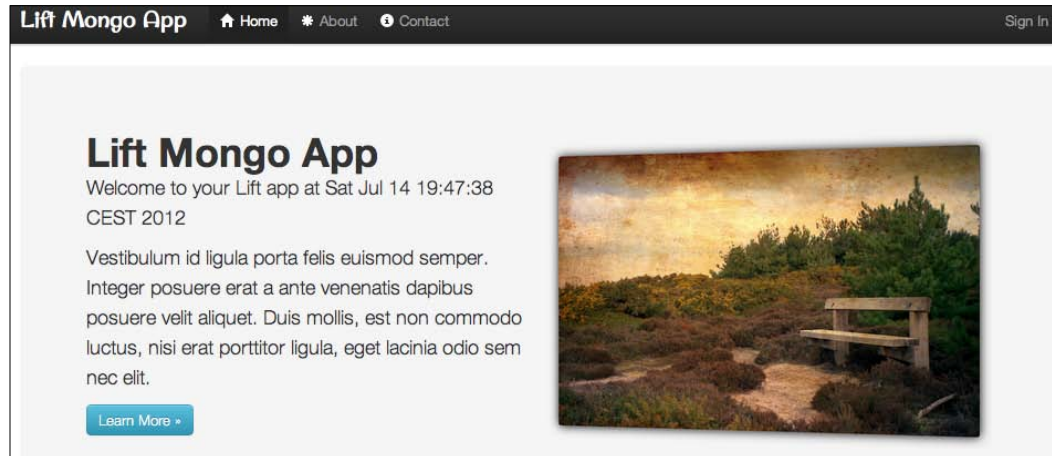 Lift Mongo App Home About Contact Sign In
Lift Mongo App
Welcome to your Lift app at Sat Jul 14 19:47:38
CEST 2012
Vestibulum id ligula porta felis euismod semper.
Integer posuere erat a ante venenatis dapibus
posuere velit aliquet. Duis mollis, est non commodo
luctus, nisi erat porttitor ligula, eget lacinia odio sem
nec elit.
Learn More »